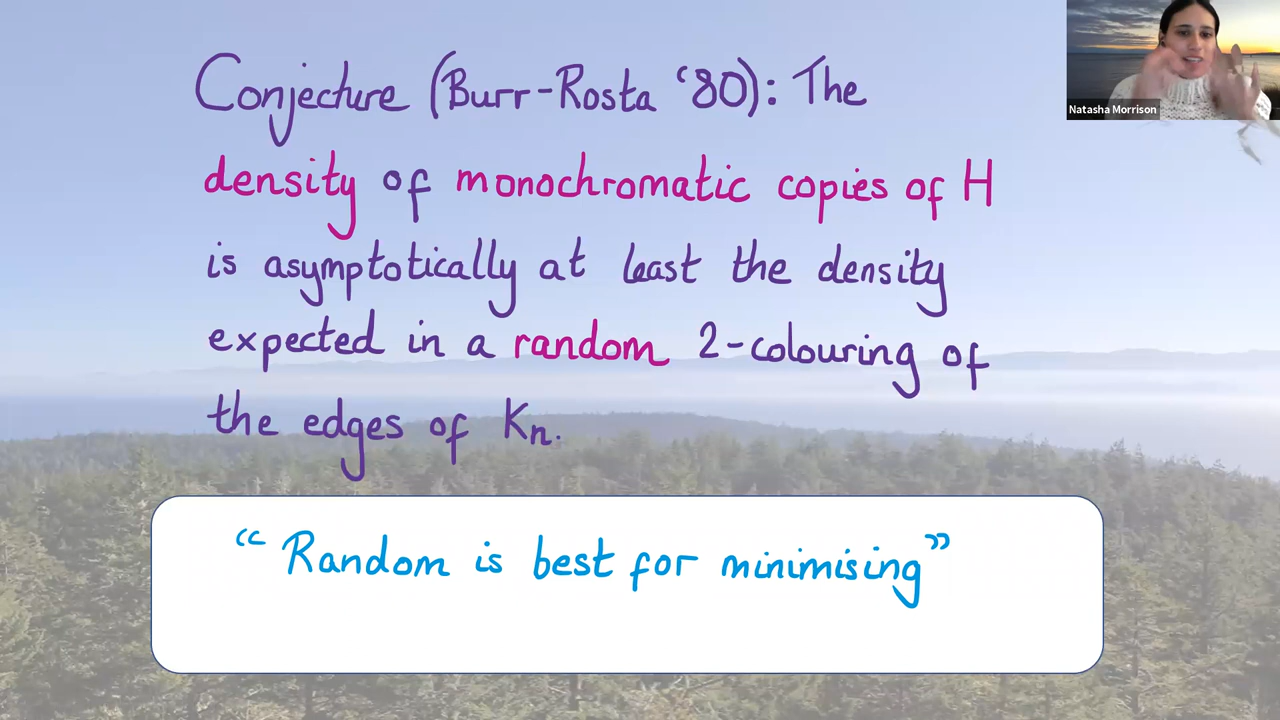 Conjecture (Burr-Rosta '80): The
density of monochromatic copies of H
is asymptotically at least the density
expected in a random 2-colouring of
the edges of Kn.
"Random is best for minimising"
Natasha Morrison